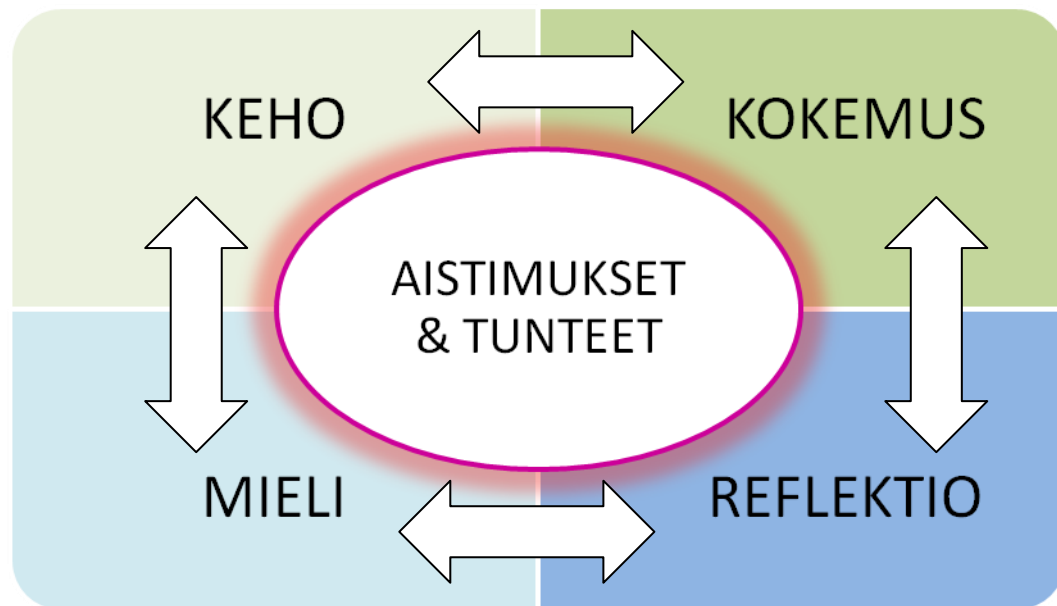 KEHO
KOKEMUS
AISTIMUKSET
& TUNTEET
MIELI
REFLEKTIO